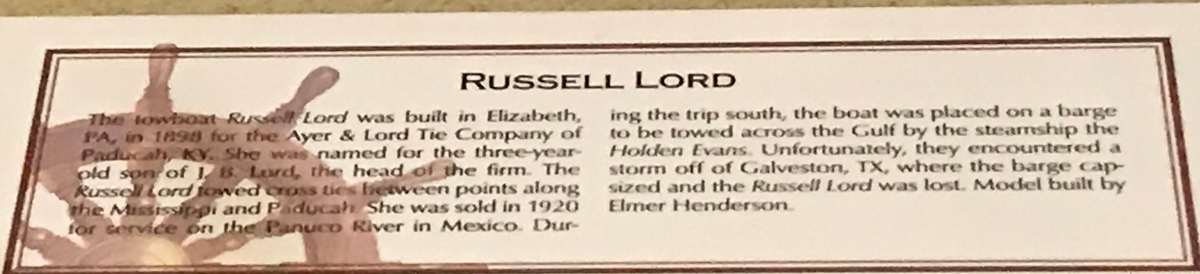 RUSSELL LORD
The towboat Russell Lord was built in Elizabeth,
PA, in 1898 for the Ayer & Lord Tie Company of
Paducah, KY. She was named for the three-year-
old son of J. B. Lord, the head of the firm. The
Russell Lord towed cross ties between points along
the Mississippi and Paducah. She was sold in 1920
for service on the Panuco River in Mexico. Dur-
ing the trip south, the boat was placed on a barge
to be towed across the Gulf by the steamship the
Holden Evans. Unfortunately, they encountered a
storm off of Galveston, TX, where the barge cap-
sized and the Russell Lord was lost. Model built by
Elmer Henderson.